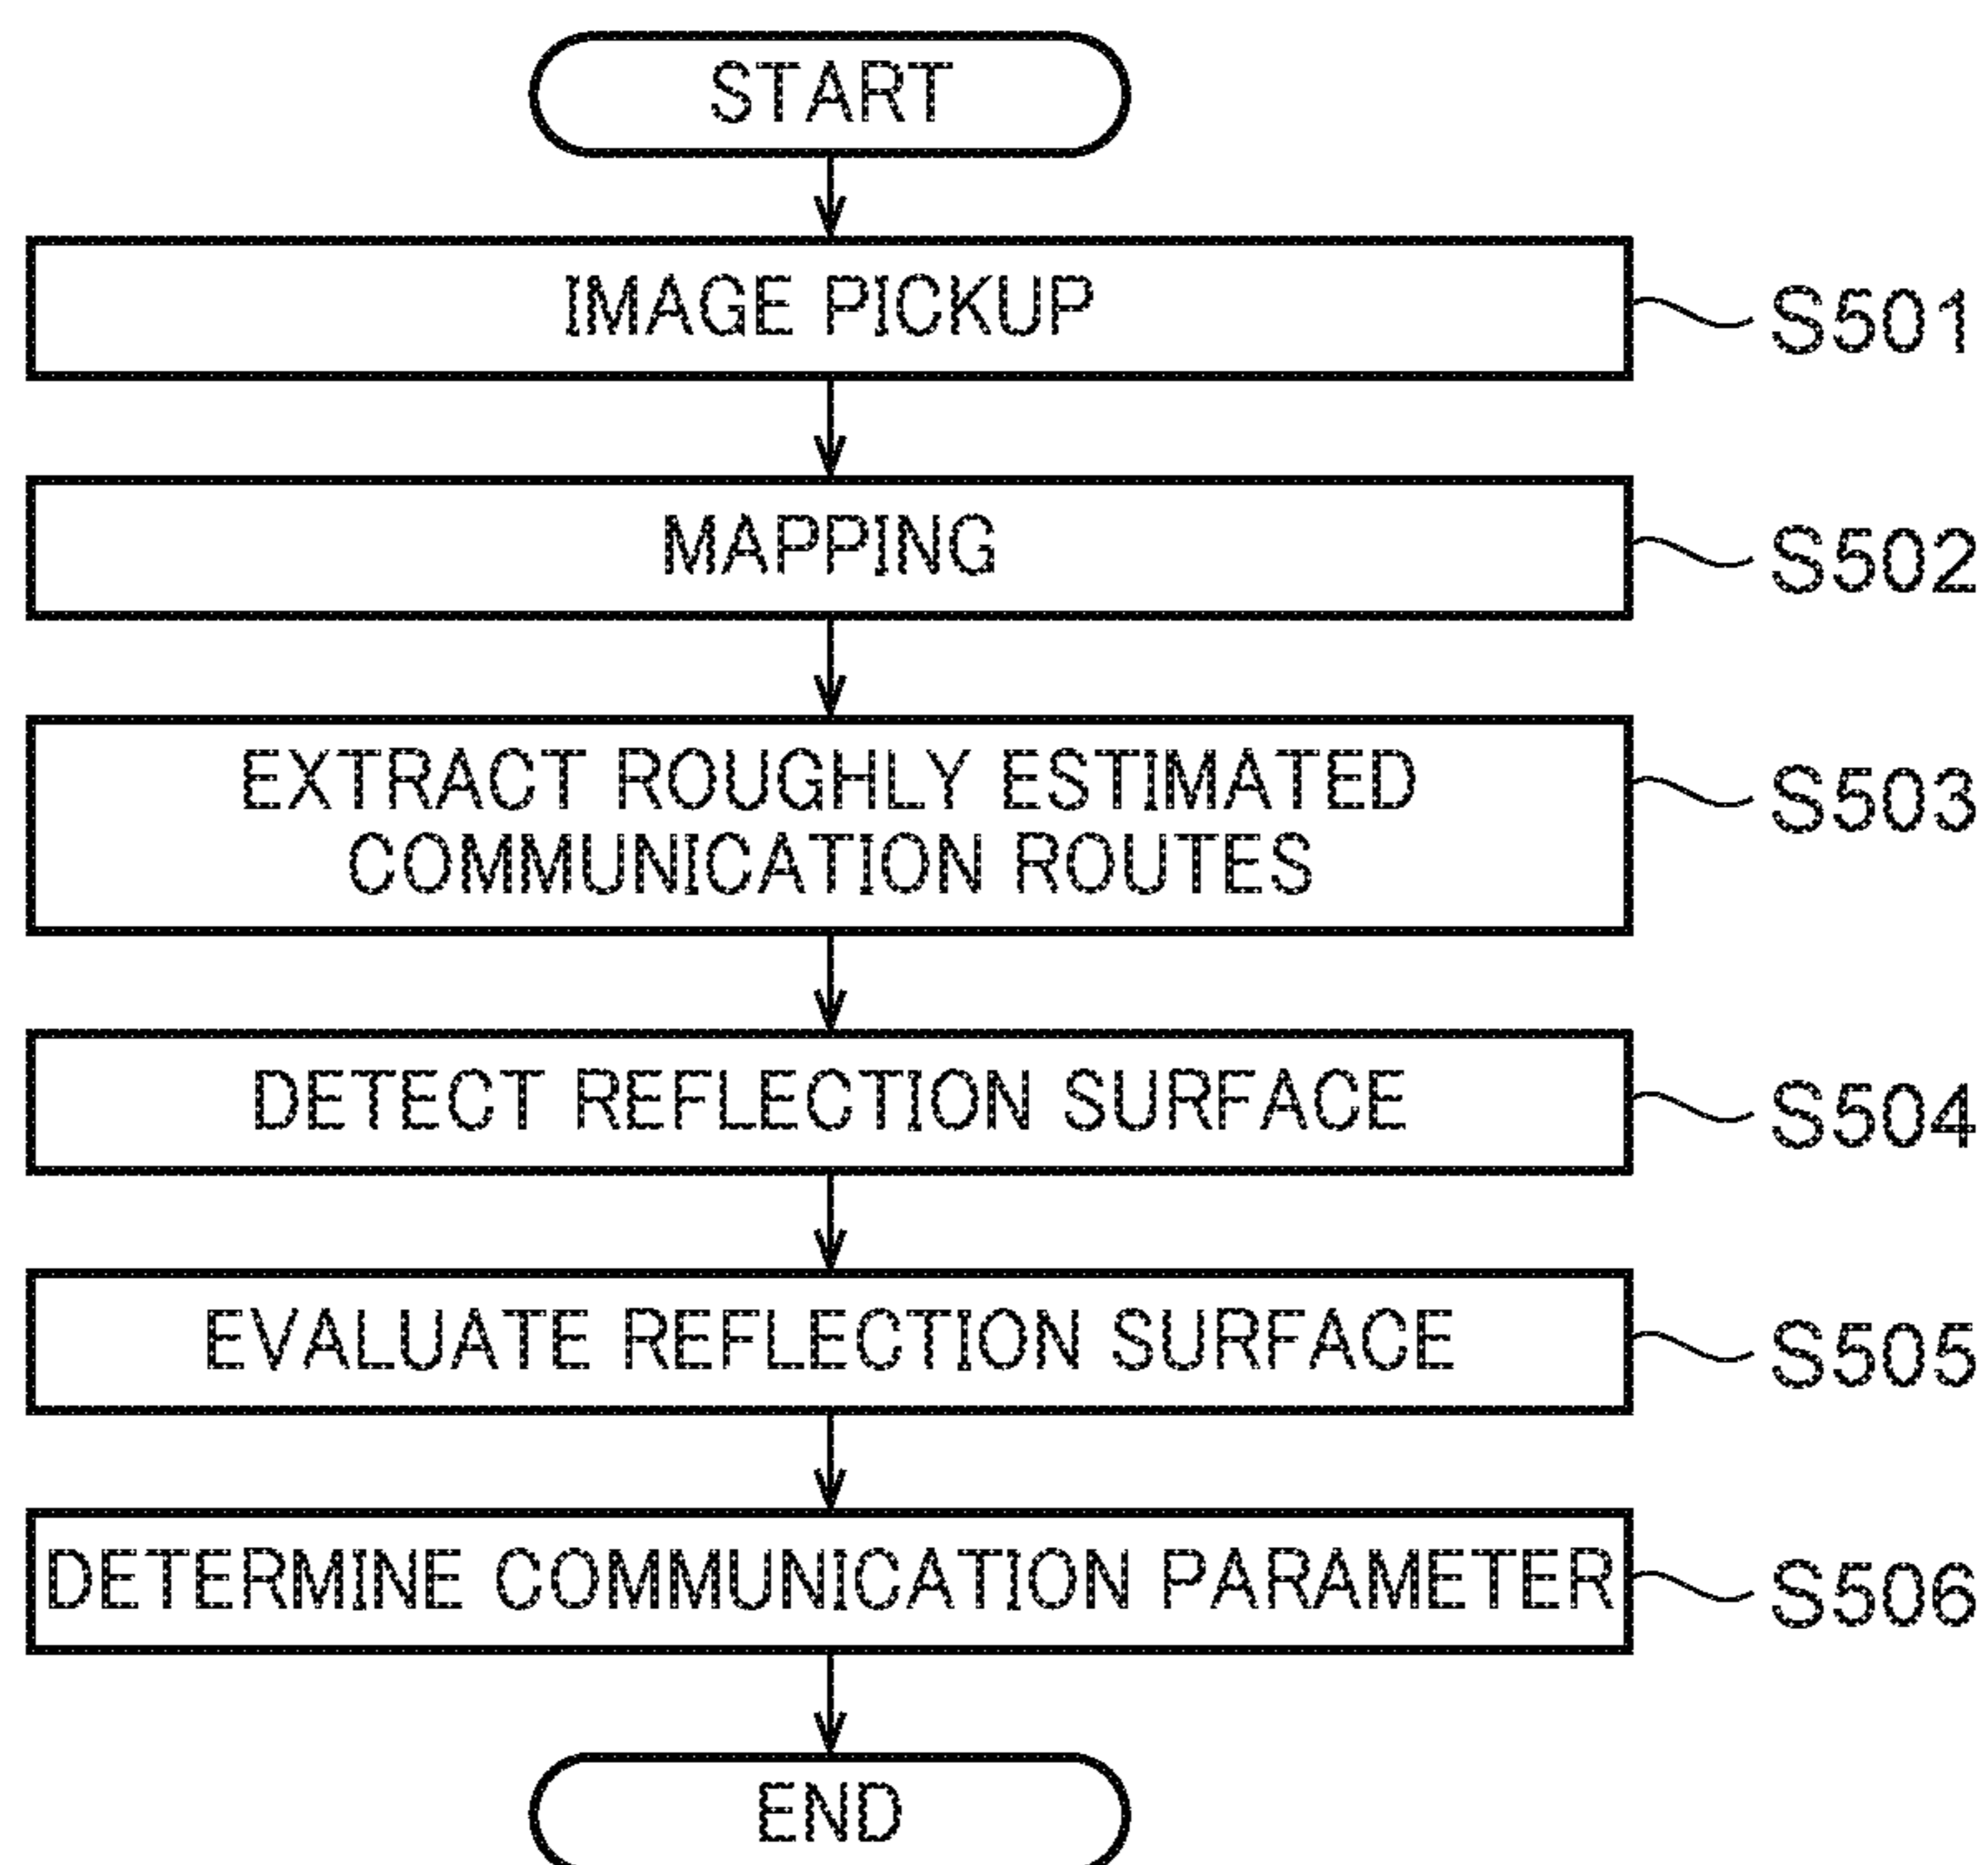 START
IMAGE PICKUP
S501
MAPPING
S502
EXTRACT ROUGHLY ESTIMATED
COMMUNICATION ROUTES
S503
DETECT REFLECTION SURFACE
S504
EVALUATE REFLECTION SURFACE
S505
DETERMINE COMMUNICATION PARAMETER
S506
END